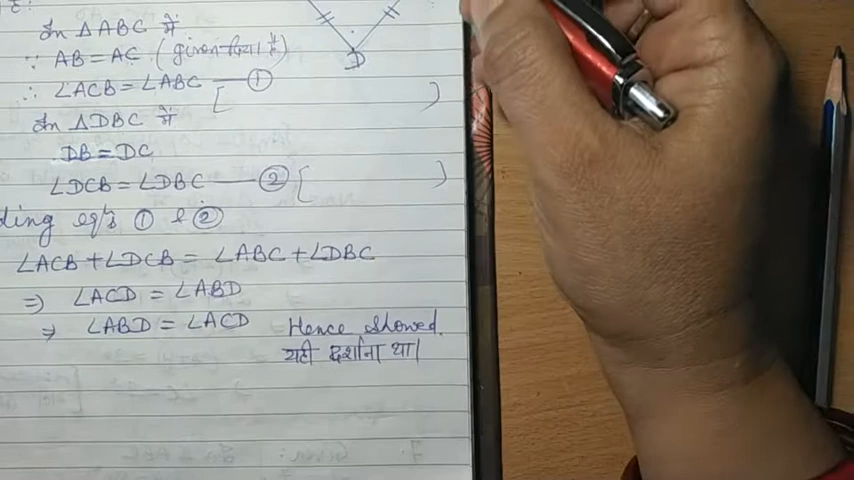 In ΔABC में
∵ AB = AC (given दिया है)
∴ ∠ACB = ∠ABC — ① [ )
In ΔDBC में
DB = DC
∠DCB = ∠DBC — ② [ )
ding eq/s ① & ②
∠ACB + ∠DCB = ∠ABC + ∠DBC
⇒ ∠ACD = ∠ABD
⇒ ∠ABD = ∠ACD Hence showed.
यही दर्शाना था।
D